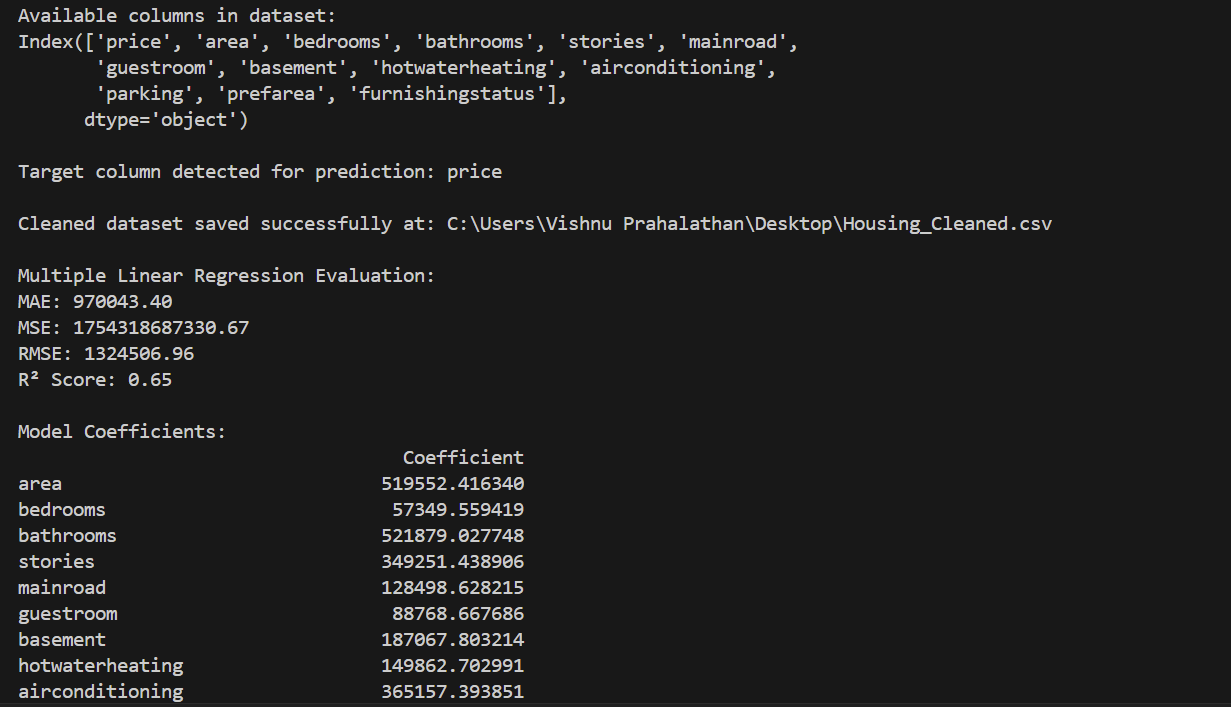 Available columns in dataset:
Index(['price', 'area', 'bedrooms', 'bathrooms', 'stories', 'mainroad',
       'guestroom', 'basement', 'hotwaterheating', 'airconditioning',
       'parking', 'prefarea', 'furnishingstatus'],
      dtype='object')
Target column detected for prediction: price
Cleaned dataset saved successfully at: C:\Users\Vishnu Prahalathan\Desktop\Housing_Cleaned.csv
Multiple Linear Regression Evaluation:
MAE: 970043.40
MSE: 1754318687330.67
RMSE: 1324506.96
R² Score: 0.65
Model Coefficients:
                                   Coefficient
area                             519552.416340
bedrooms                          57349.559419
bathrooms                        521879.027748
stories                          349251.438906
mainroad                         128498.628215
guestroom                         88768.667686
basement                         187067.803214
hotwaterheating                  149862.702991
airconditioning                  365157.393851